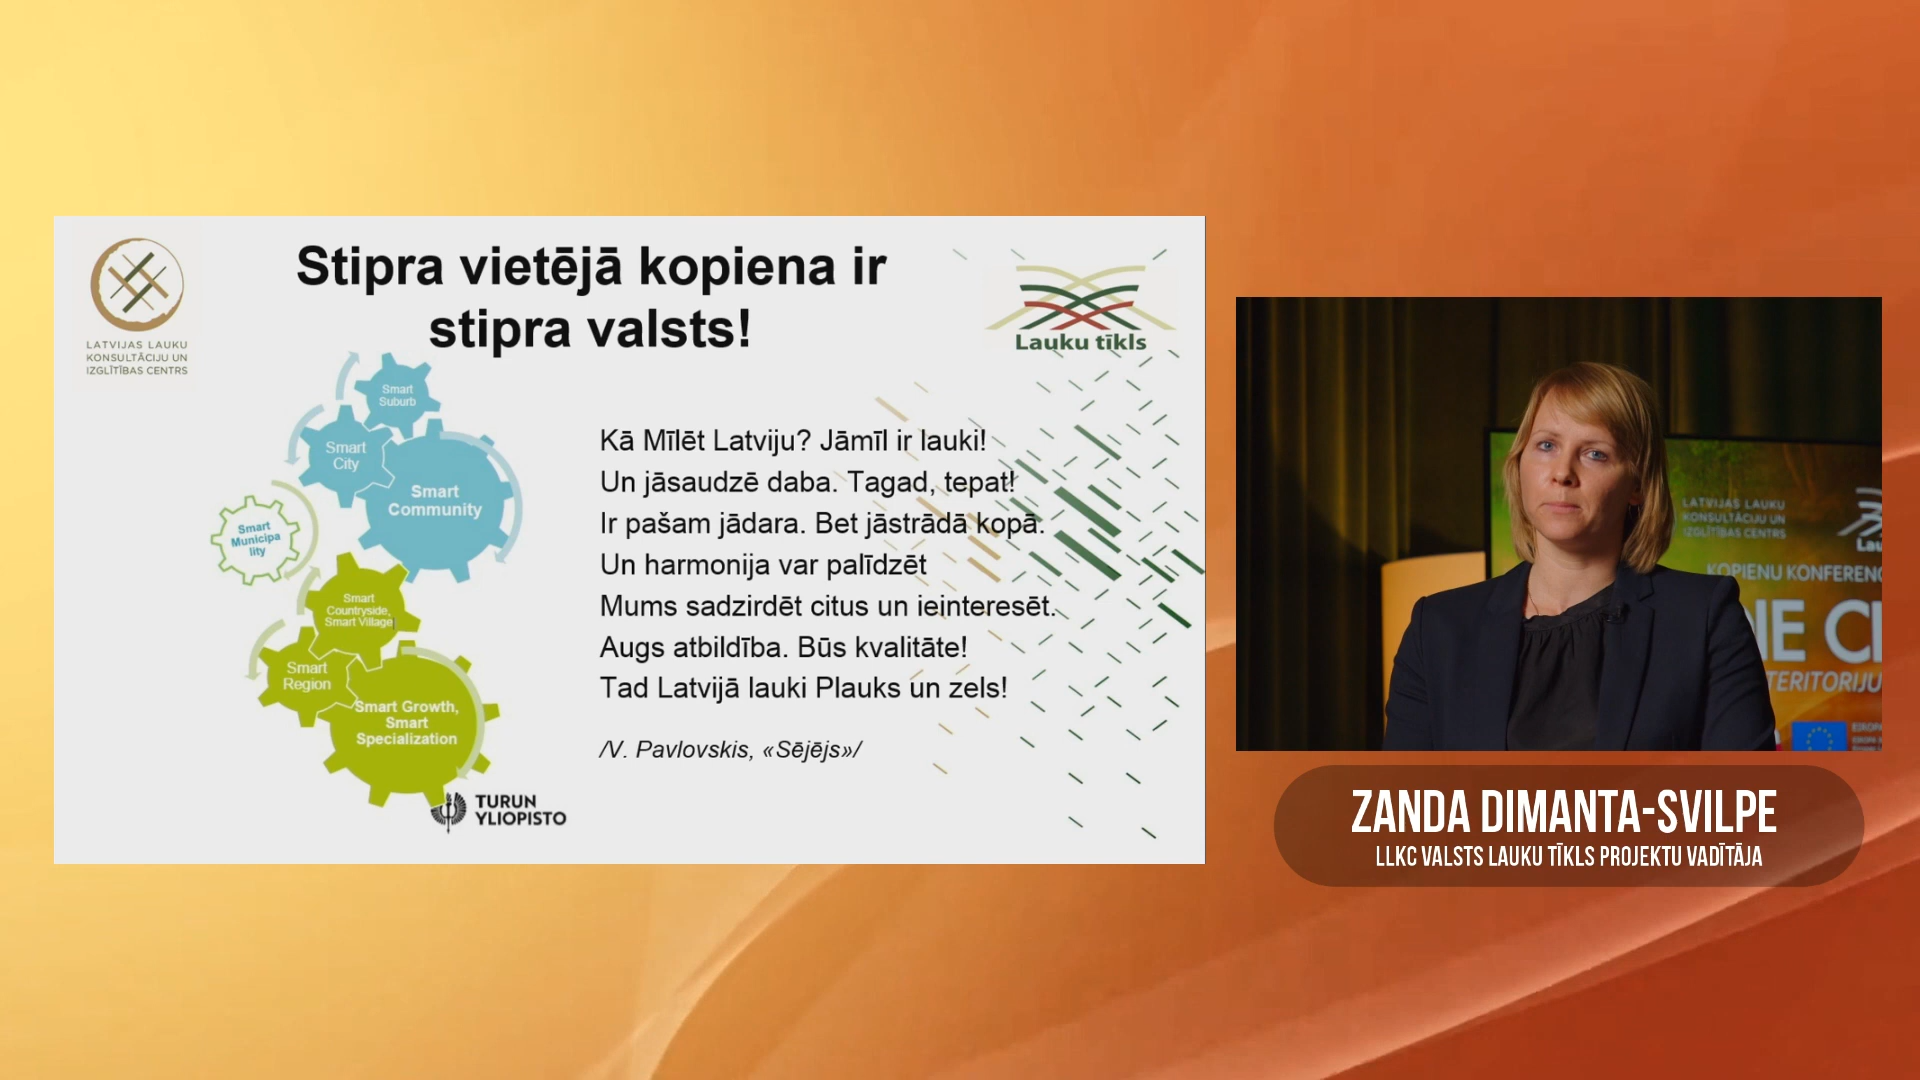 LATVIJAS LAUKU
KONSULTĀCIJU UN
IZGLĪTĪBAS CENTRS
Stipra vietējā kopiena ir
stipra valsts!
Lauku tīkls
Smart
Suburb
Smart
City
Smart
Community
Smart
Municipa
lity
Smart
Countryside,
Smart Village
Smart
Region
Smart Growth,
Smart
Specialization
TURUN
YLIOPISTO
Kā Mīlēt Latviju? Jāmīl ir lauki!
Un jāsaudzē daba. Tagad, tepat!
Ir pašam jādara. Bet jāstrādā kopā.
Un harmonija var palīdzēt
Mums sadzirdēt citus un ieinteresēt.
Augs atbildība. Būs kvalitāte!
Tad Latvijā lauki Plauks un zels!
/V. Pavlovskis, «Sējējs»/
LATVIJAS LAUKU
KONSULTĀCIJU UN
IZGLĪTĪBAS CENTRS
Lau
KOPIENU KONFEREN
IE C
TERITORIJU
ZANDA DIMANTA-SVILPE
LLKC VALSTS LAUKU TĪKLS PROJEKTU VADĪTĀJA